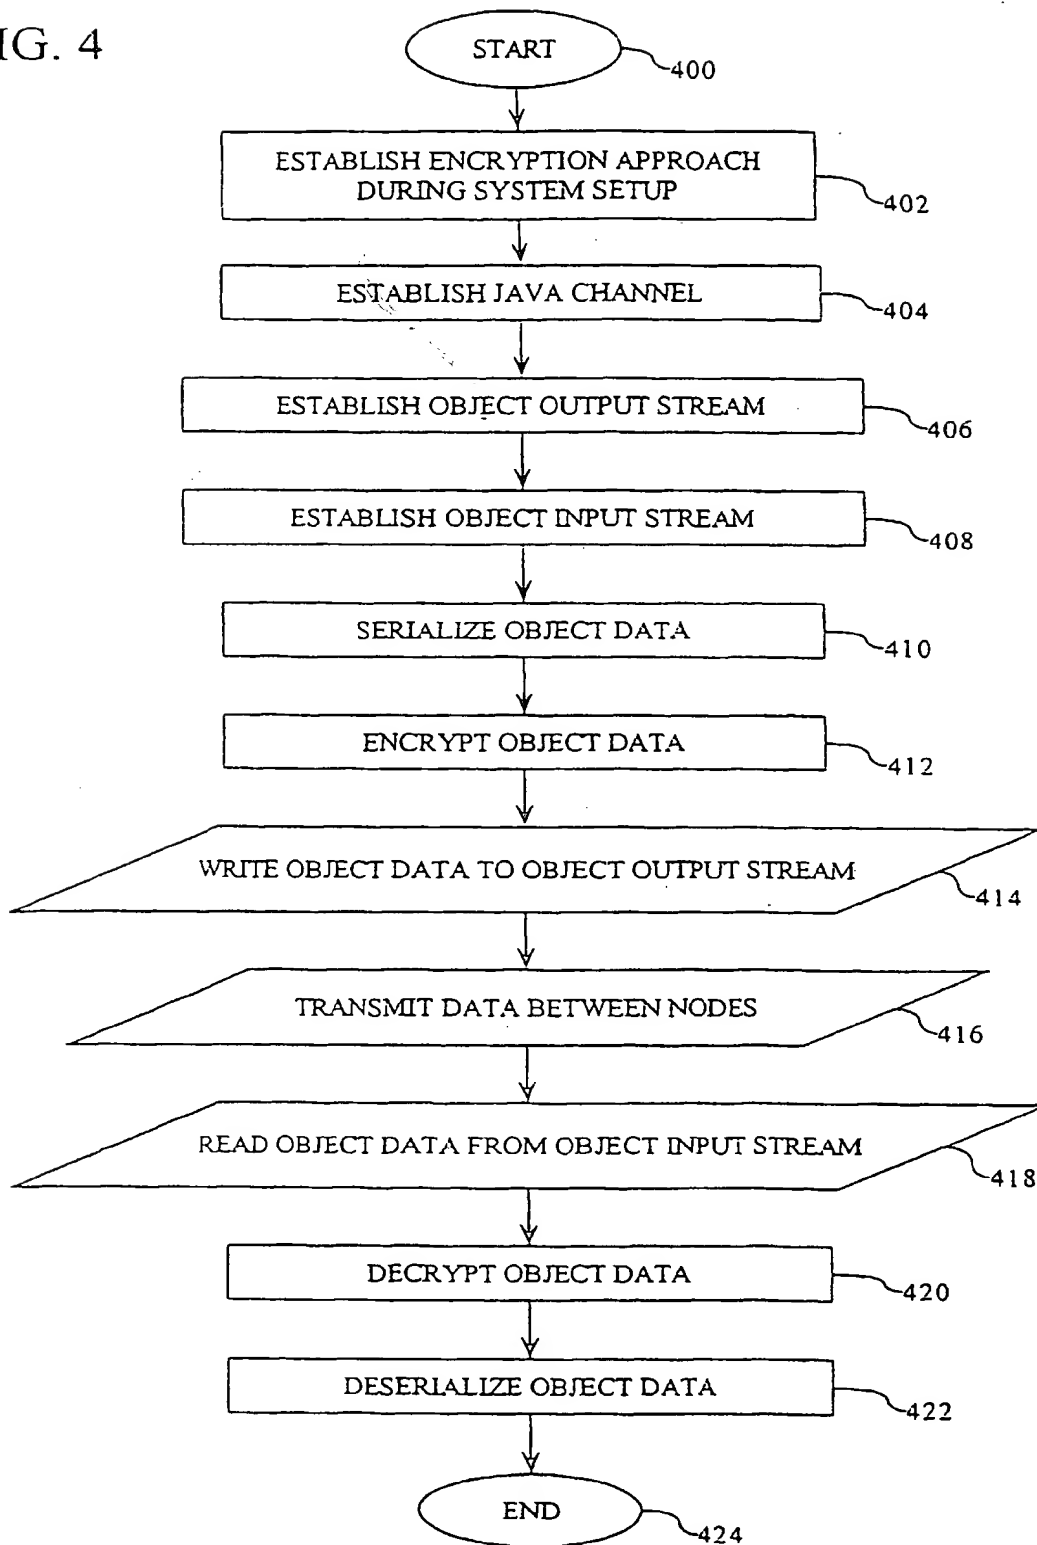 IG. 4
START
400
ESTABLISH ENCRYPTION APPROACH
DURING SYSTEM SETUP
402
ESTABLISH JAVA CHANNEL
404
ESTABLISH OBJECT OUTPUT STREAM
406
ESTABLISH OBJECT INPUT STREAM
408
SERIALIZE OBJECT DATA
410
ENCRYPT OBJECT DATA
412
WRITE OBJECT DATA TO OBJECT OUTPUT STREAM
414
TRANSMIT DATA BETWEEN NODES
416
READ OBJECT DATA FROM OBJECT INPUT STREAM
418
DECRYPT OBJECT DATA
420
DESERIALIZE OBJECT DATA
422
END
424